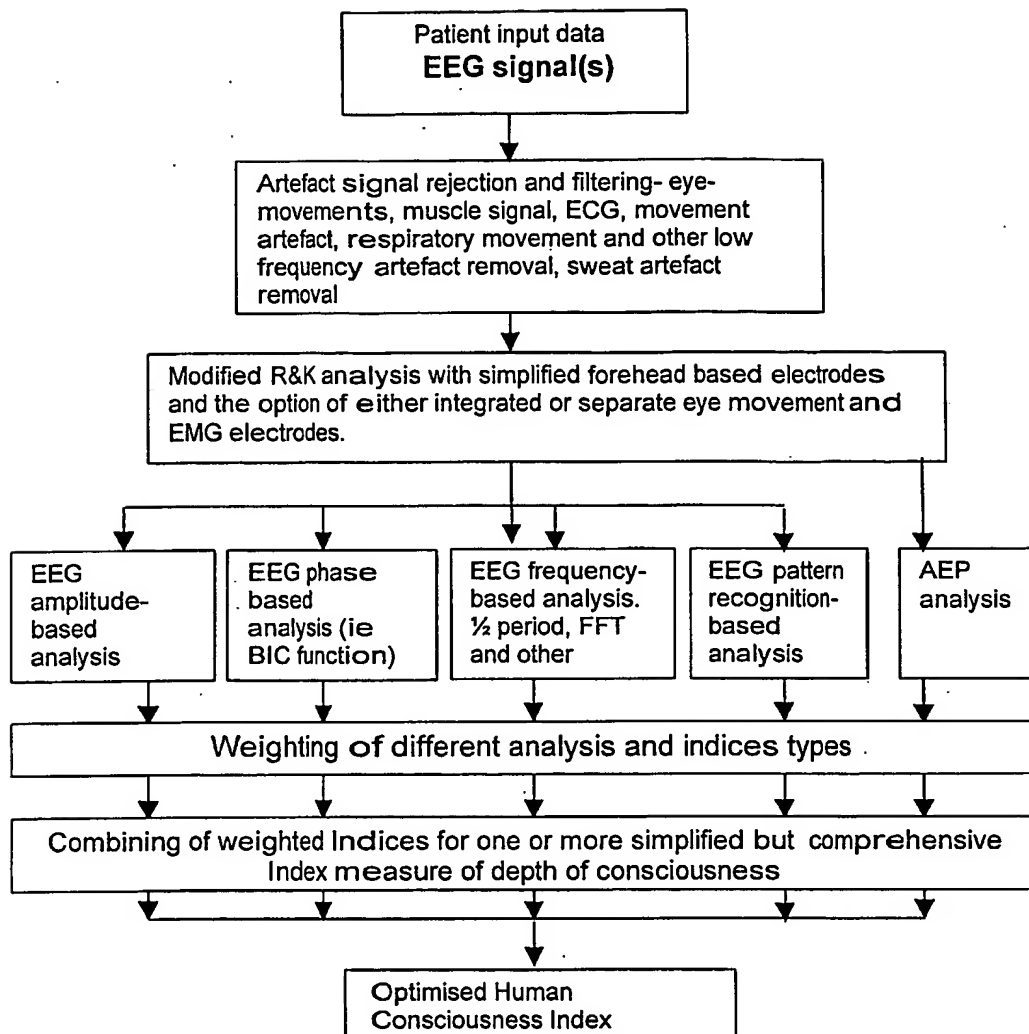 Patient input data
EEG signal(s)
Artefact signal rejection and filtering- eye-
movements, muscle signal, ECG, movement
artefact, respiratory movement and other low
frequency artefact removal, sweat artefact
removal
Modified R&K analysis with simplified forehead based electrodes
and the option of either integrated or separate eye movement and
EMG electrodes.
EEG
amplitude-
based
analysis
EEG phase
based
analysis (ie
BIC function)
EEG frequency-
based analysis.
½ period, FFT
and other
EEG pattern
recognition-
based
analysis
AEP
analysis
Weighting of different analysis and indices types
Combining of weighted Indices for one or more simplified but comprehensive
Index measure of depth of consciousness
Optimised Human
Consciousness Index